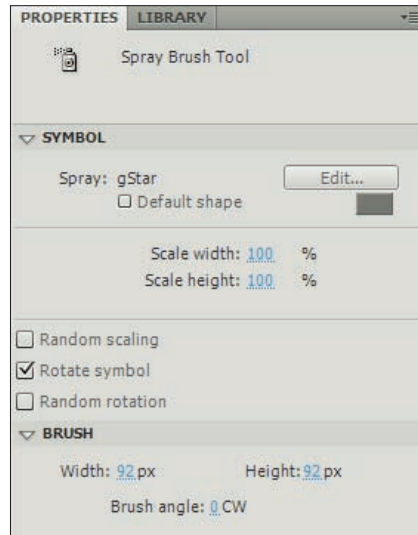 PROPERTIES LIBRARY
Spray Brush Tool
SYMBOL
Spray: gStar Edit...
Default shape
Scale width: 100 %
Scale height: 100 %
Random scaling
Rotate symbol
Random rotation
BRUSH
Width: 92 px Height: 92 px
Brush angle: 0 CW